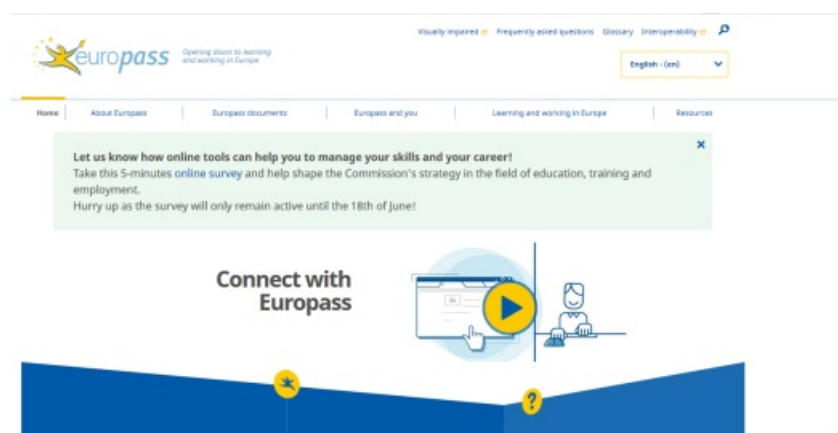 Visually impaired Frequently asked questions Glossary Interoperability
europass
Opening doors to learning
and working in Europe
English - (en)
Home About Europass Europass documents Europass and you Learning and working in Europe Resources
Let us know how online tools can help you to manage your skills and your career!
Take this 5-minutes online survey and help shape the Commission's strategy in the field of education, training and
employment.
Hurry up as the survey will only remain active until the 18th of June!
Connect with
Europass
?